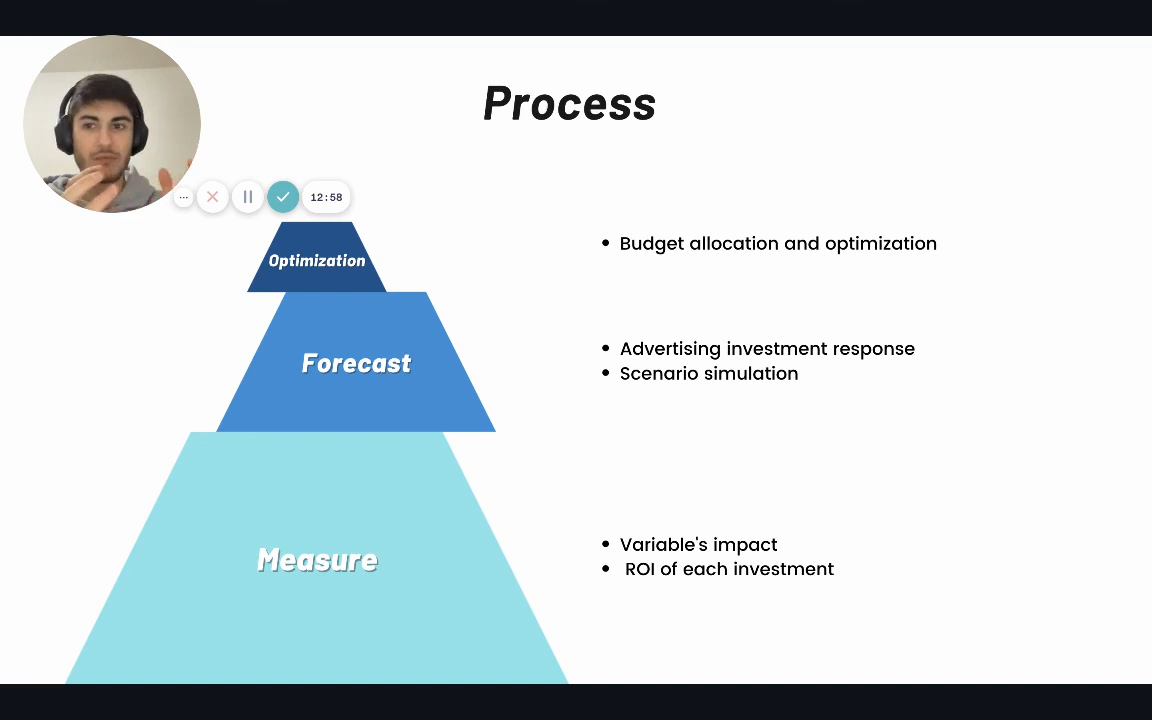 Process
12:58
Optimization
• Budget allocation and optimization
Forecast
• Advertising investment response
• Scenario simulation
Measure
• Variable's impact
• ROI of each investment